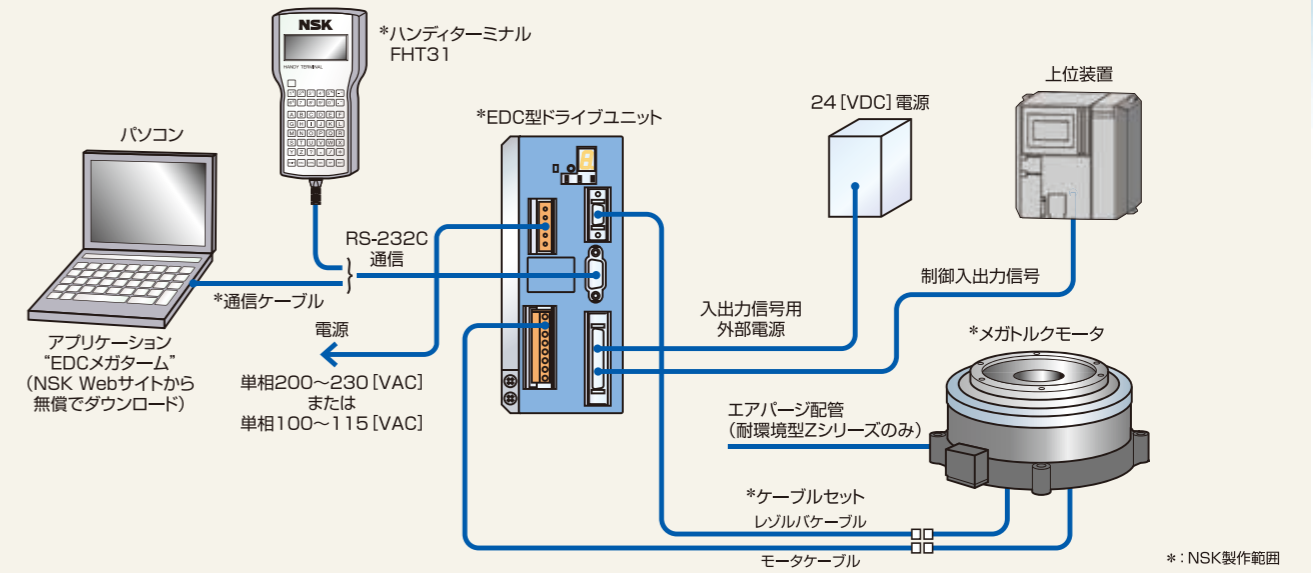 NSK
HANDY TERMINAL
*ハンディターミナル
FHT31
パソコン
*EDC型ドライブユニット
24[VDC]電源
上位装置
RS-232C
通信
*通信ケーブル
アプリケーション
“EDCメガターム”
(NSK Webサイトから
無償でダウンロード)
電源
単相200〜230[VAC]
または
単相100〜115[VAC]
入出力信号用
外部電源
制御入出力信号
*メガトルクモータ
エアパージ配管
(耐環境型Zシリーズのみ)
*ケーブルセット
レゾルバケーブル
モータケーブル
*:NSK製作範囲